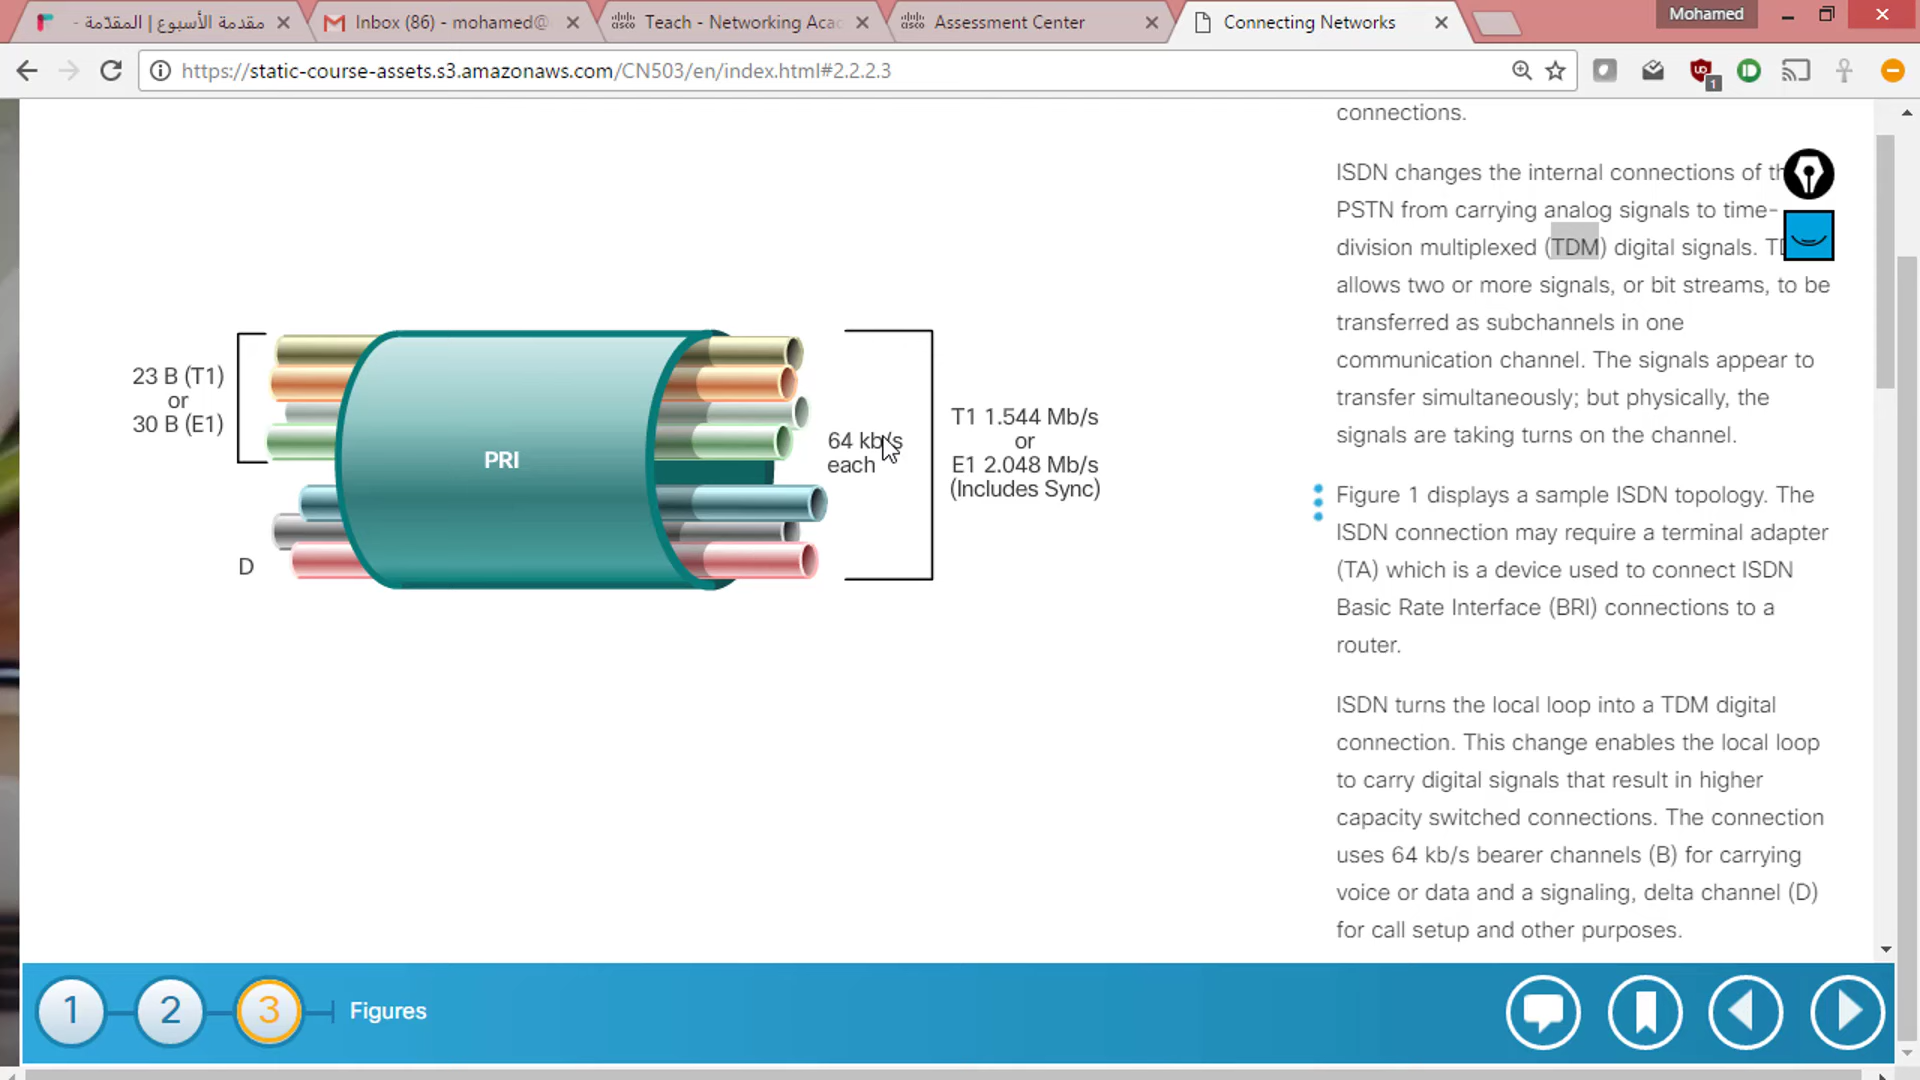 مقدمة الأسبوع | المقدّمة -
Inbox (86) - mohamed@
Teach - Networking Aca
Assessment Center
Connecting Networks
Mohamed
https://static-course-assets.s3.amazonaws.com/CN503/en/index.html#2.2.2.3
1
23 B (T1)
or
30 B (E1)
D
PRI
64 kb/s
each
T1 1.544 Mb/s
or
E1 2.048 Mb/s
(Includes Sync)
connections.
ISDN changes the internal connections of th
PSTN from carrying analog signals to time-
division multiplexed (TDM) digital signals. TD
allows two or more signals, or bit streams, to be
transferred as subchannels in one
communication channel. The signals appear to
transfer simultaneously; but physically, the
signals are taking turns on the channel.
Figure 1 displays a sample ISDN topology. The
ISDN connection may require a terminal adapter
(TA) which is a device used to connect ISDN
Basic Rate Interface (BRI) connections to a
router.
ISDN turns the local loop into a TDM digital
connection. This change enables the local loop
to carry digital signals that result in higher
capacity switched connections. The connection
uses 64 kb/s bearer channels (B) for carrying
voice or data and a signaling, delta channel (D)
for call setup and other purposes.
1 2 3 Figures